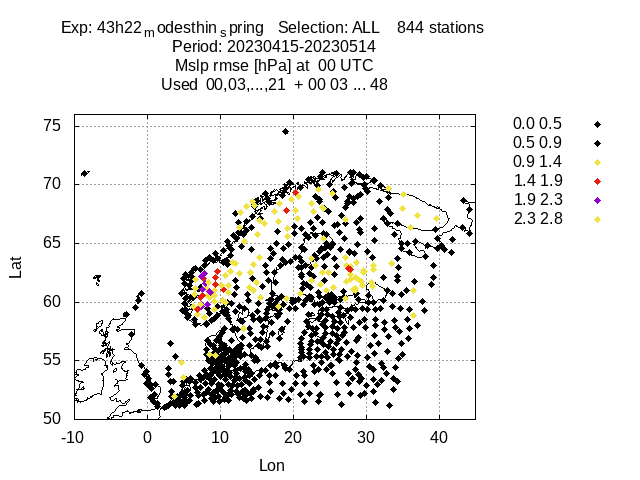 Exp: 43h22modesthinspring Selection: ALL 844 stations
Period: 20230415-20230514
Mslp rmse [hPa] at 00 UTC
Used 00,03,...,21 + 00 03 ... 48
75
70
65
60
55
50
-10 0 10 20 30 40
Lat
Lon
0.0 0.5
0.5 0.9
0.9 1.4
1.4 1.9
1.9 2.3
2.3 2.8